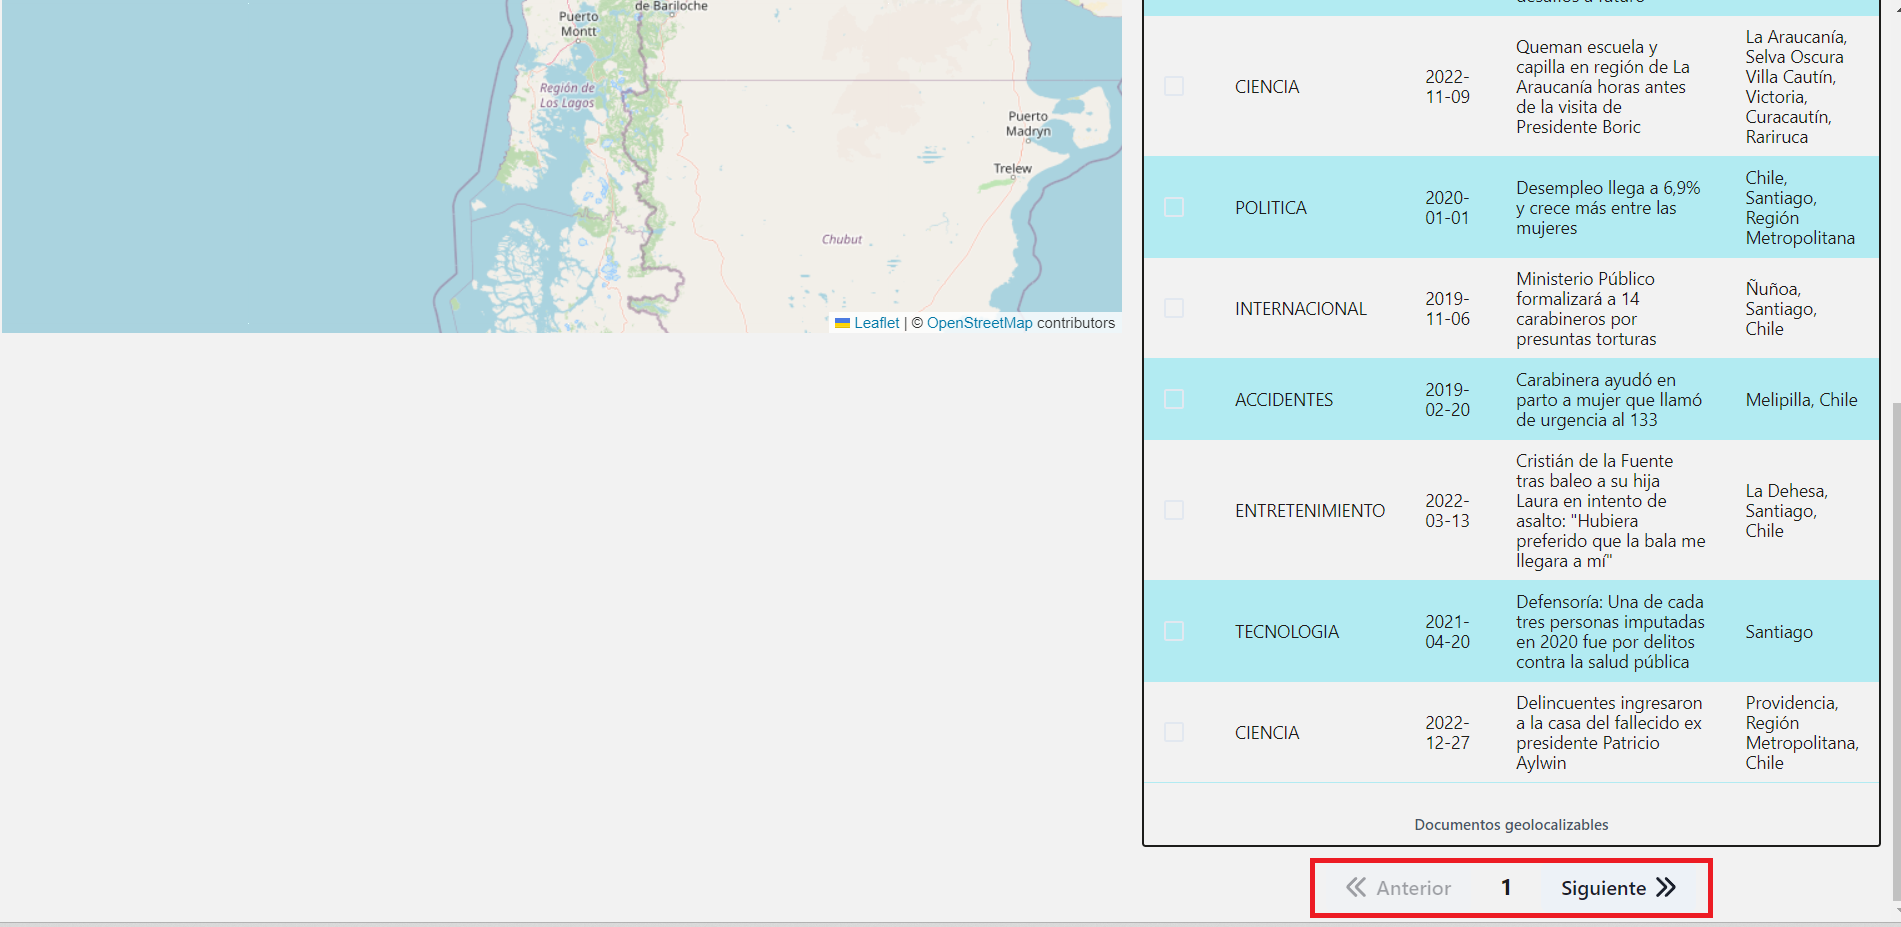 Puerto
Montt
de Bariloche
Región de
Los Lagos
Puerto
Madryn
Trelew
Chubut
Leaflet | © OpenStreetMap contributors
CIENCIA
2022-
11-09
Queman escuela y
capilla en región de La
Araucanía horas antes
de la visita de
Presidente Boric
La Araucanía,
Selva Oscura
Villa Cautín,
Victoria,
Curacautín,
Rariruca
POLITICA
2020-
01-01
Desempleo llega a 6,9%
y crece más entre las
mujeres
Chile,
Santiago,
Región
Metropolitana
INTERNACIONAL
2019-
11-06
Ministerio Público
formalizará a 14
carabineros por
presuntas torturas
Ñuñoa,
Santiago,
Chile
ACCIDENTES
2019-
02-20
Carabinera ayudó en
parto a mujer que llamó
de urgencia al 133
Melipilla, Chile
ENTRETENIMIENTO
2022-
03-13
Cristián de la Fuente
tras baleo a su hija
Laura en intento de
asalto: "Hubiera
preferido que la bala me
llegara a mí"
La Dehesa,
Santiago,
Chile
TECNOLOGIA
2021-
04-20
Defensoría: Una de cada
tres personas imputadas
en 2020 fue por delitos
contra la salud pública
Santiago
CIENCIA
2022-
12-27
Delincuentes ingresaron
a la casa del fallecido ex
presidente Patricio
Aylwin
Providencia,
Región
Metropolitana,
Chile
Documentos geolocalizables
Anterior 1 Siguiente